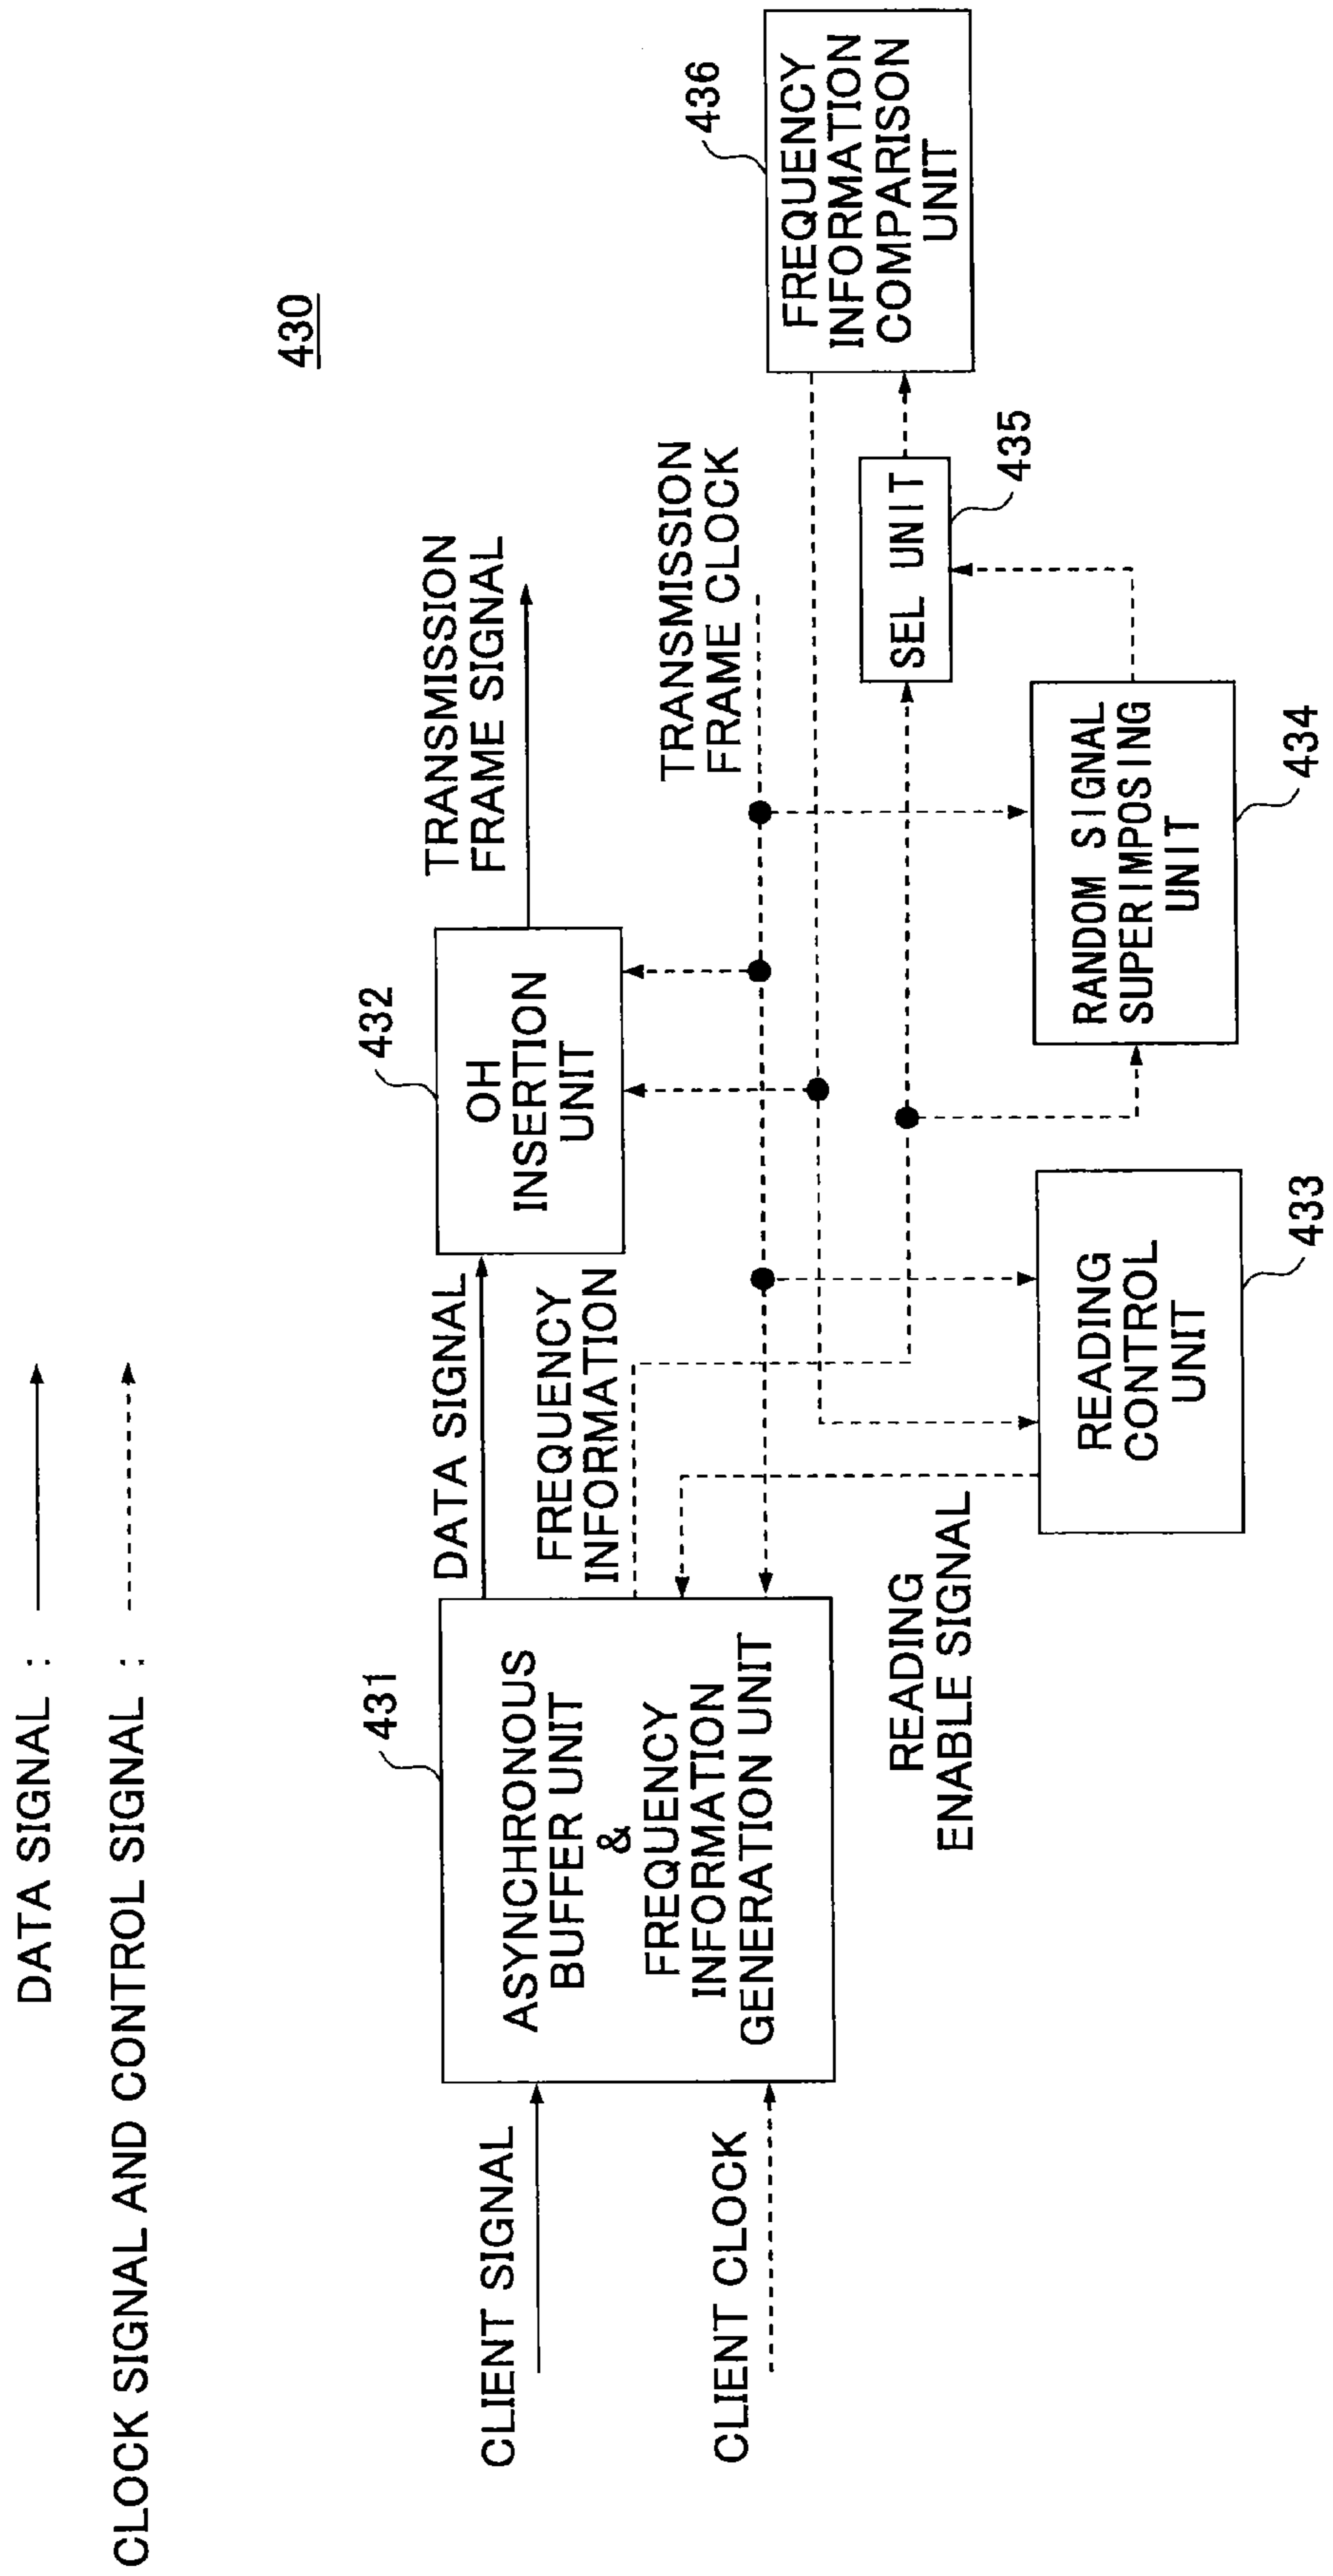 DATA SIGNAL :
CLOCK SIGNAL AND CONTROL SIGNAL :
430
TRANSMISSION
FRAME SIGNAL
432
OH
INSERTION
UNIT
431
ASYNCHRONOUS
BUFFER UNIT
&
FREQUENCY
INFORMATION
GENERATION UNIT
CLIENT SIGNAL
CLIENT CLOCK
DATA SIGNAL
FREQUENCY
INFORMATION
TRANSMISSION
FRAME CLOCK
436
FREQUENCY
INFORMATION
COMPARISON
UNIT
SEL UNIT
435
READING
ENABLE SIGNAL
READING
CONTROL
UNIT
433
RANDOM SIGNAL
SUPERIMPOSING
UNIT
434